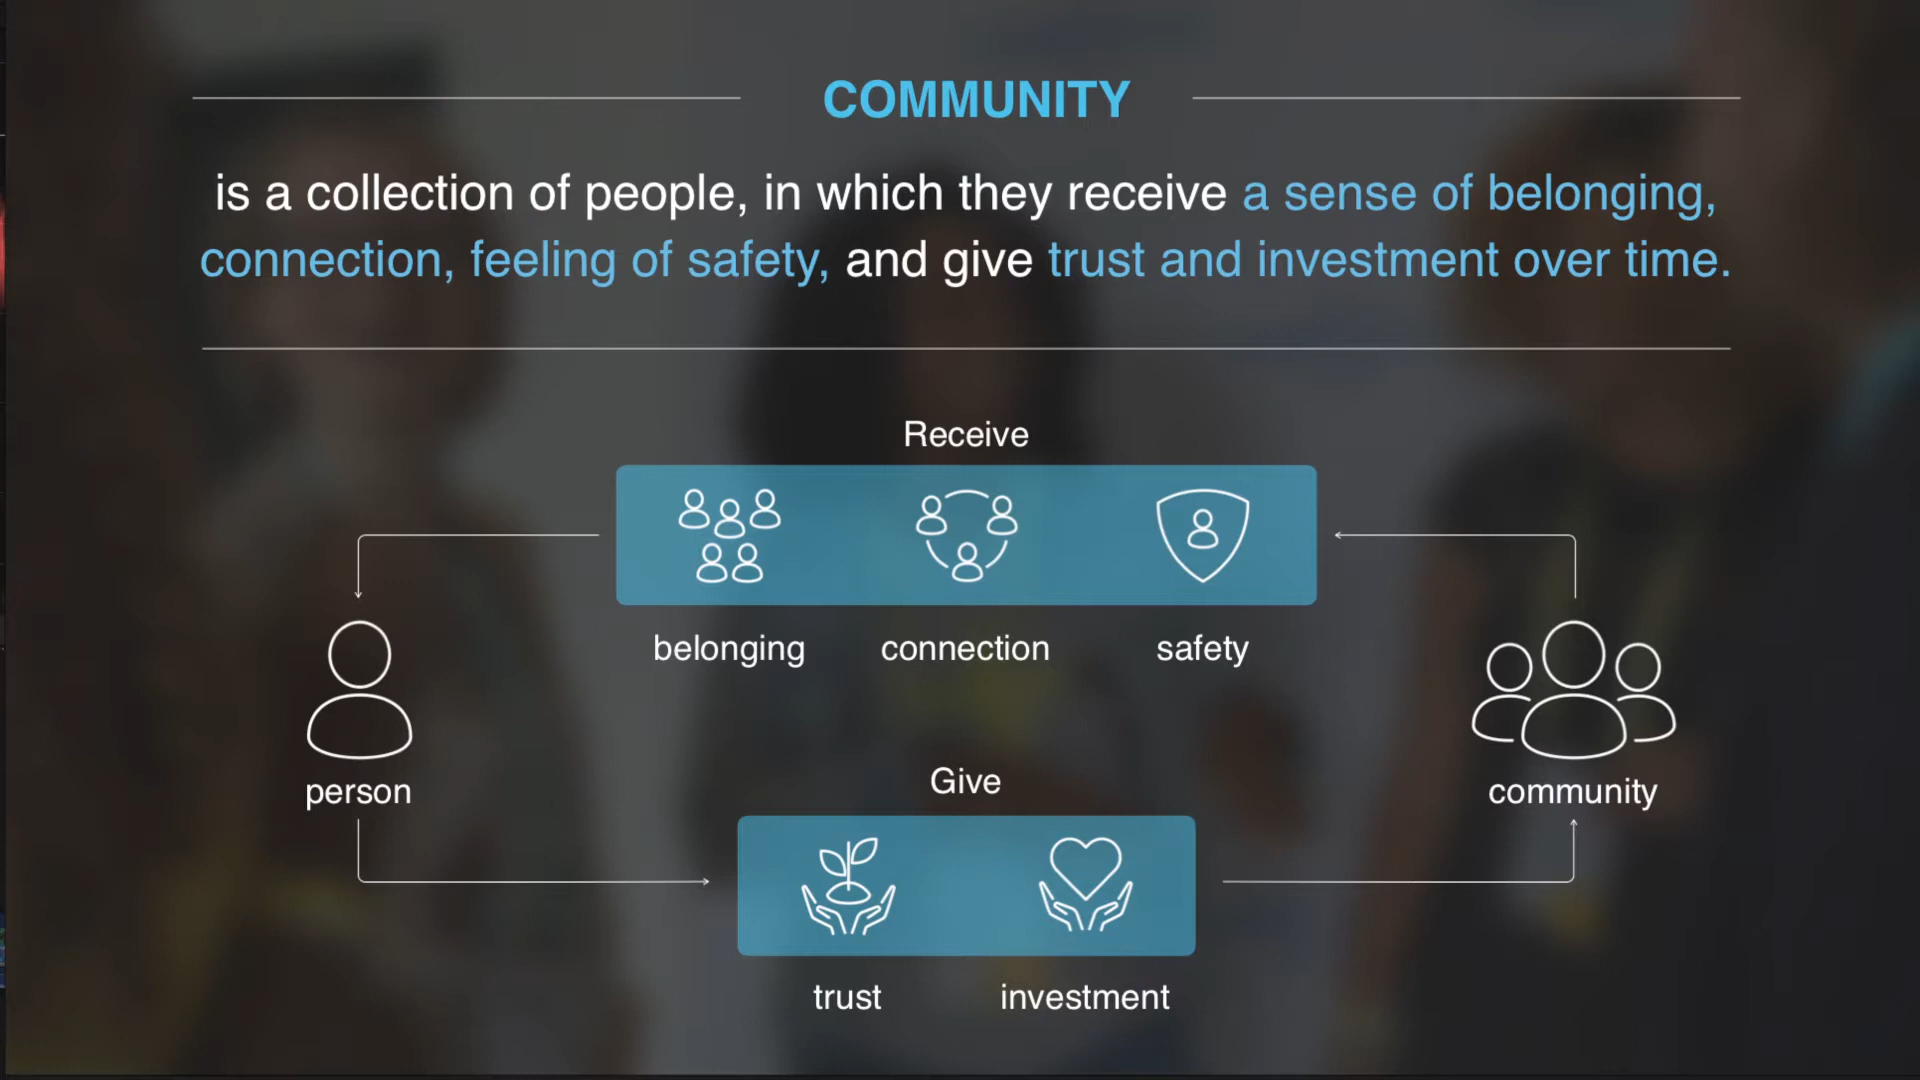 COMMUNITY
is a collection of people, in which they receive a sense of belonging,
connection, feeling of safety, and give trust and investment over time.
Receive
belonging connection safety
person
community
Give
trust investment